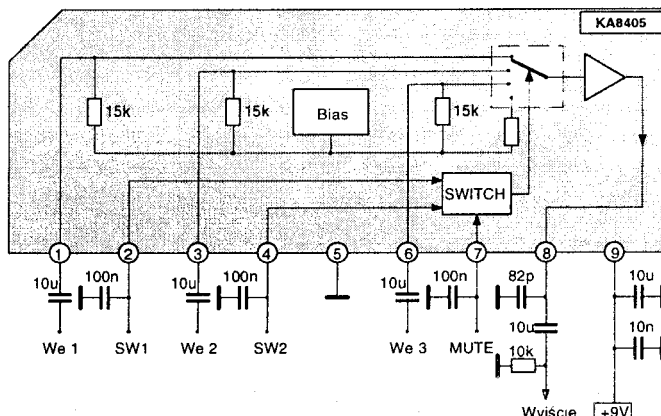 KA8405
15k
15k
Bias
15k
SWITCH
1 2 3 4 5 6 7 8 9
10u 100n 10u 100n 10u 100n 82p 10u
10u 10n
10k
We 1 SW1 We 2 SW2 We 3 MUTE
Wyjście +9V